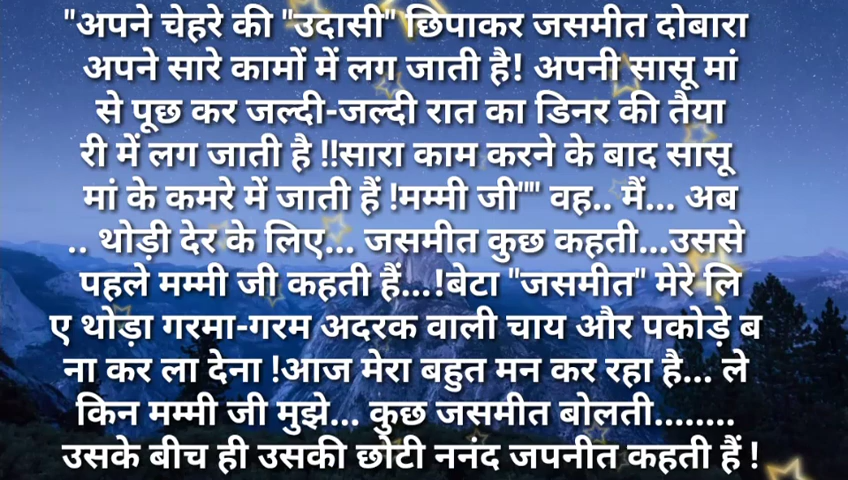 "अपने चेहरे की "उदासी" छिपाकर जसमीत दोबारा
अपने सारे कामों में लग जाती है! अपनी सासू मां
से पूछ कर जल्दी-जल्दी रात का डिनर की तैया
री में लग जाती है !!सारा काम करने के बाद सासू
मां के कमरे में जाती हैं !मम्मी जी"" वह.. मैं... अब
.. थोड़ी देर के लिए... जसमीत कुछ कहती...उससे
पहले मम्मी जी कहती हैं...!बेटा "जसमीत" मेरे लि
ए थोड़ा गरमा-गरम अदरक वाली चाय और पकोड़े ब
ना कर ला देना !आज मेरा बहुत मन कर रहा है... ले
किन मम्मी जी मुझे... कुछ जसमीत बोलती........
उसके बीच ही उसकी छोटी ननंद जपनीत कहती हैं !